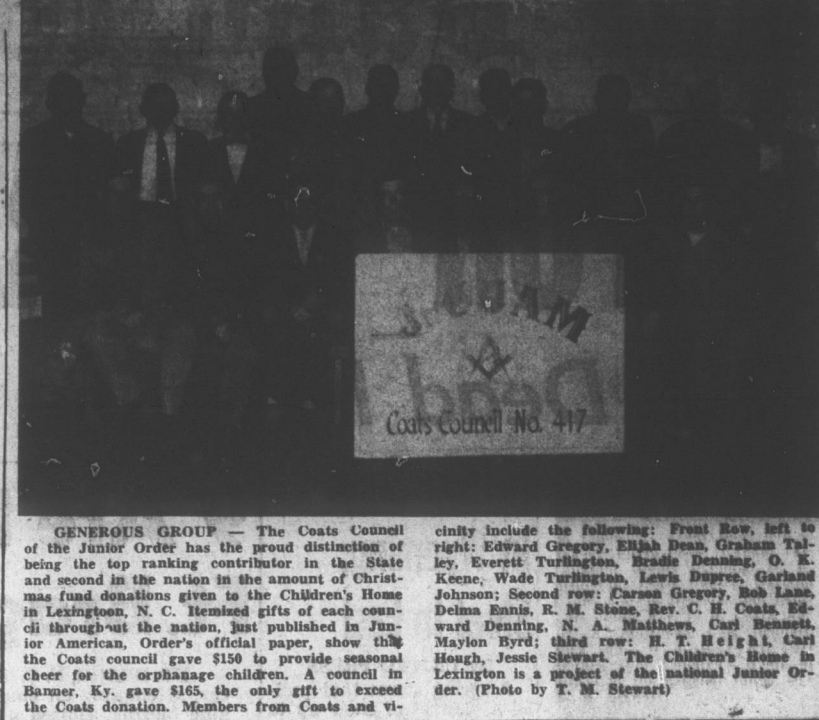 Coats Council No. 417
GENEROUS GROUP — The Coats Council
of the Junior Order has the proud distinction of
being the top ranking contributor in the State
and second in the nation in the amount of Christ-
mas fund donations given to the Children's Home
in Lexingtoon, N. C. Itemized gifts of each coun-
cil throughout the nation, just published in Jun-
ior American, Order's official paper, show that
the Coats council gave $150 to provide seasonal
cheer for the orphanage children. A council in
Banner, Ky. gave $165, the only gift to exceed
the Coats donation. Members from Coats and vi-
cinity include the following: Front Row, left to
right: Edward Gregory, Elijah Dean, Graham Tal-
ley, Everett Turlington, Bradie Denning, O. K.
Keene, Wade Turlington, Lewis Dupree, Garland
Johnson; Second row: Carson Gregory, Bob Lane,
Delma Ennis, R. M. Stone, Rev. C. H. Coats, Ed-
ward Denning, N. A. Matthews, Carl Bennett,
Maylon Byrd; third row: H. T. Height, Carl
Hough, Jessie Stewart. The Children's Home in
Lexington is a project of the national Junior Or-
der. (Photo by T. M. Stewart)